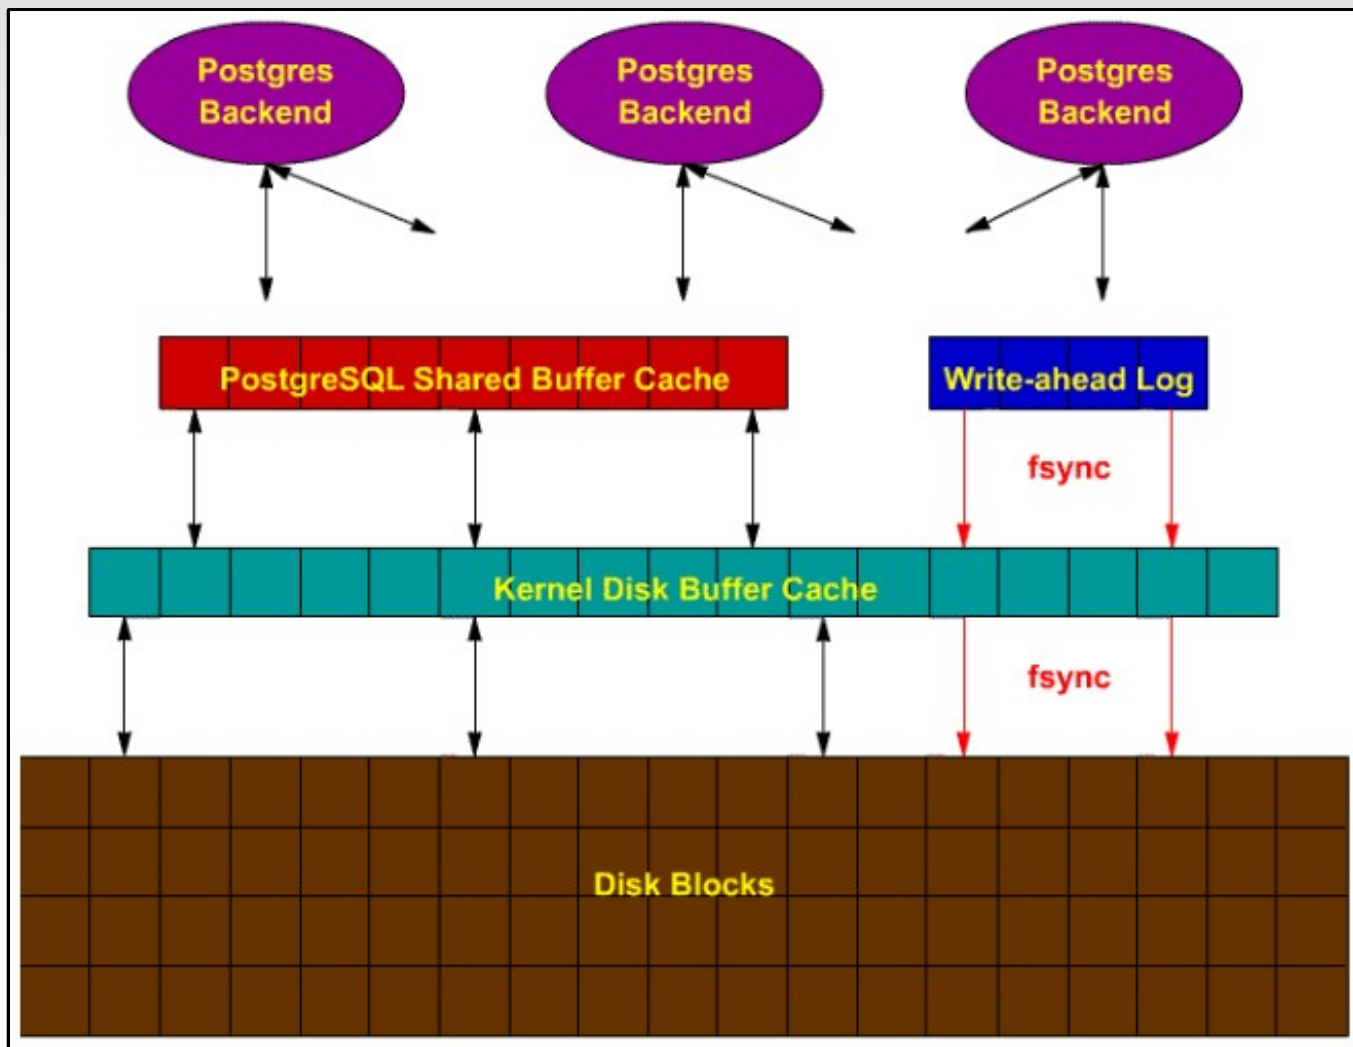 Postgres
Backend
Postgres
Backend
Postgres
Backend
PostgreSQL Shared Buffer Cache
Write-ahead Log
fsync
Kernel Disk Buffer Cache
fsync
Disk Blocks